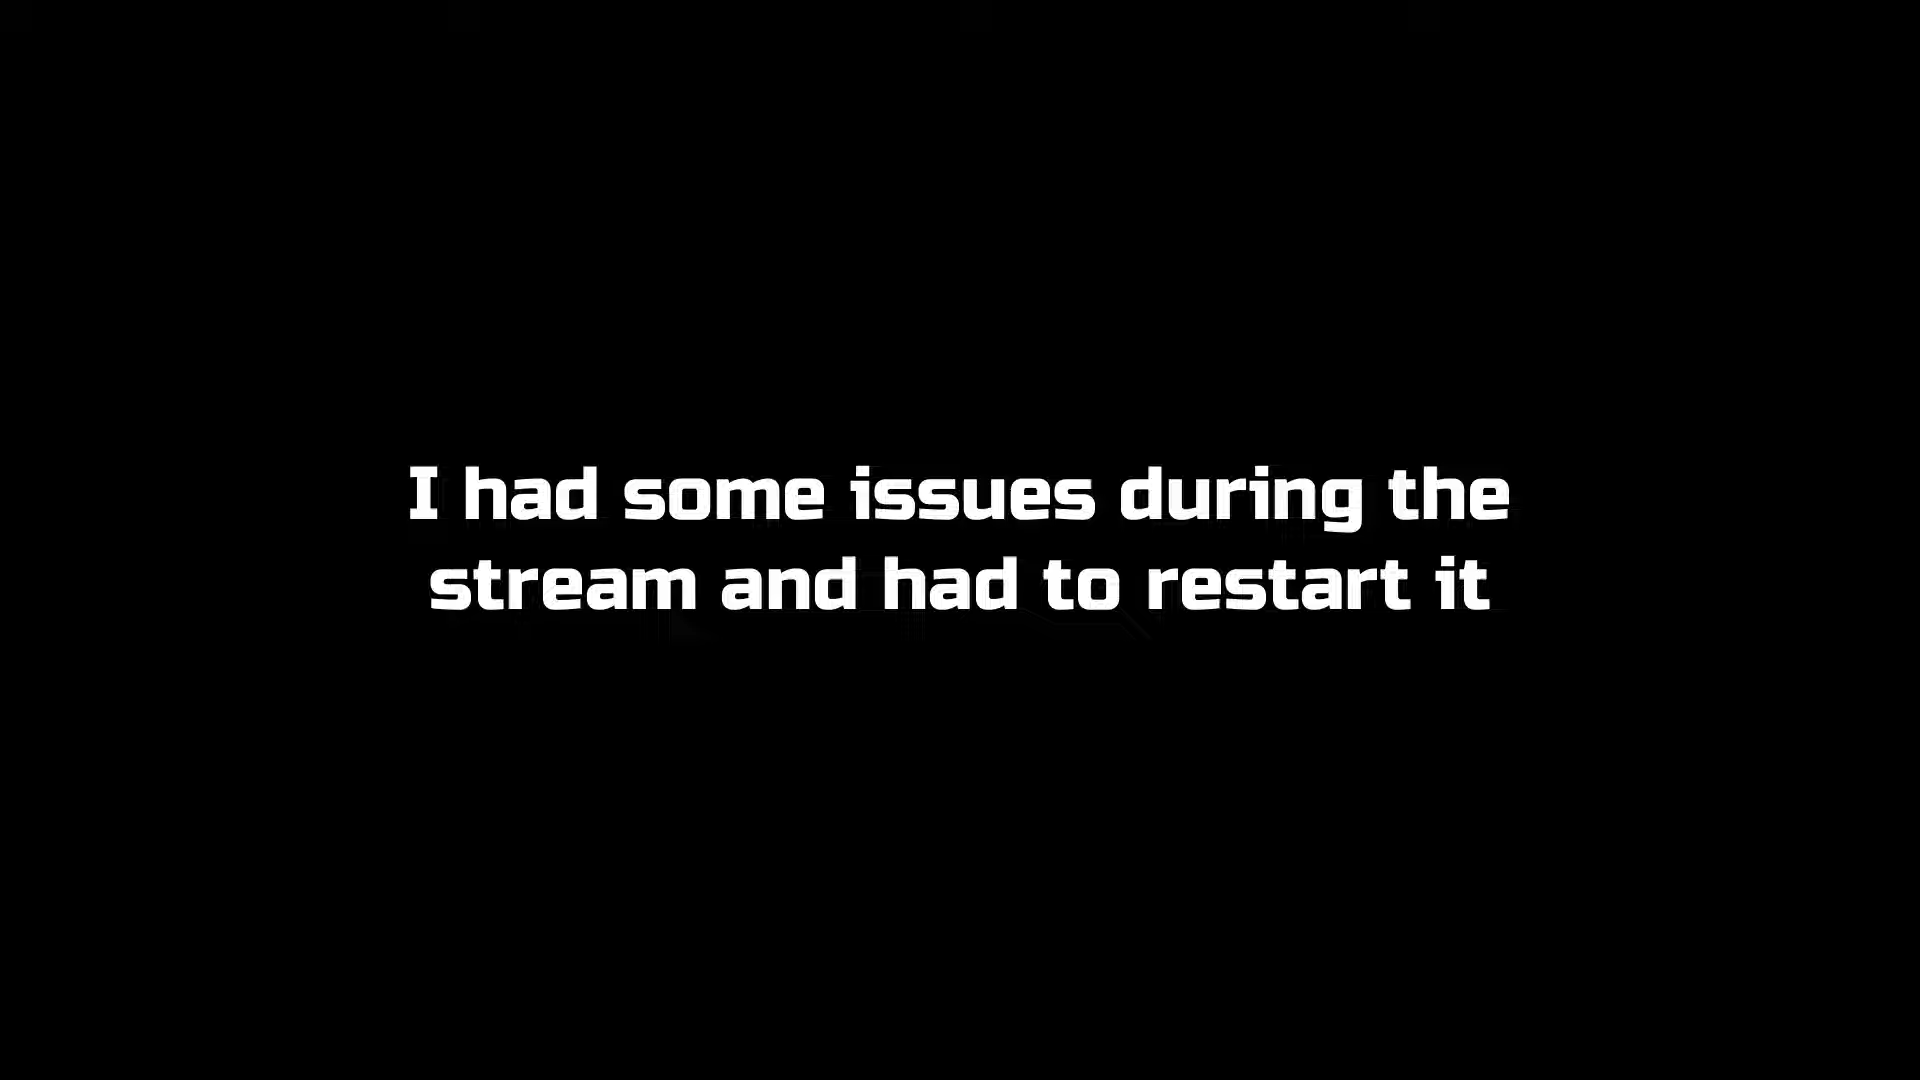 I had some issues during the
stream and had to restart it